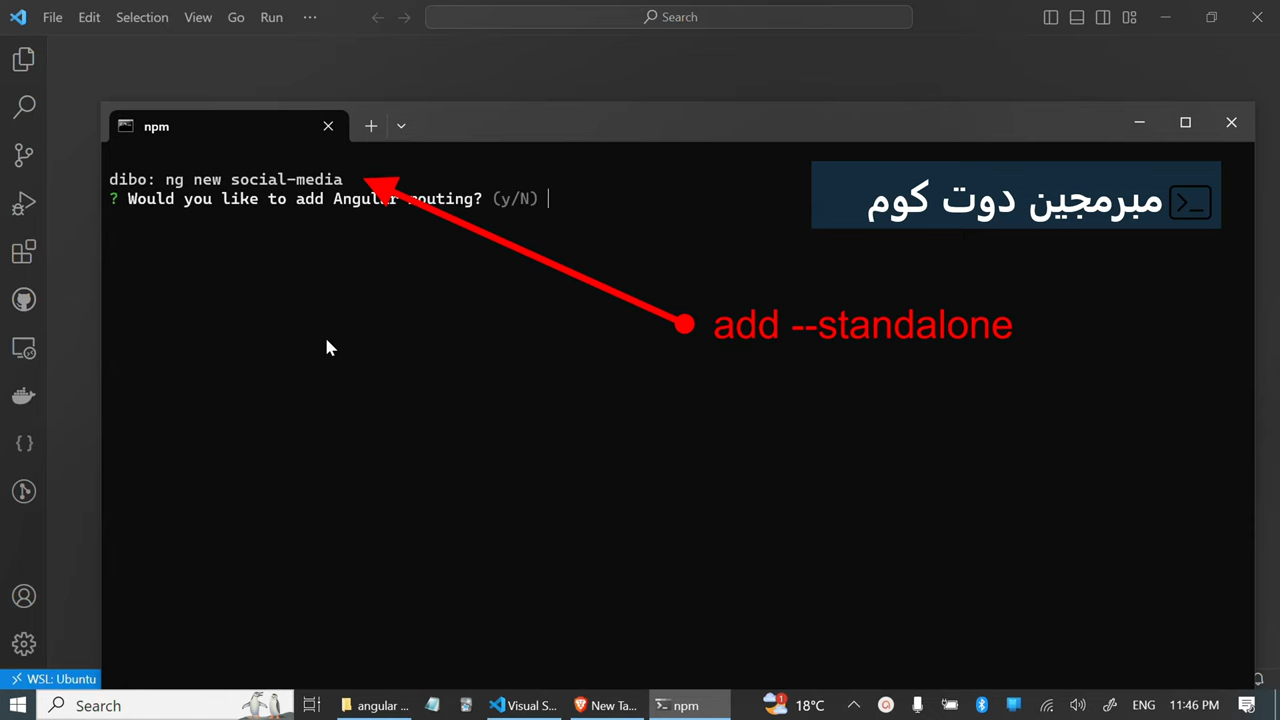 File Edit Selection View Go Run ···
Search
npm
dibo: ng new social-media
? Would you like to add Angular routing? (y/N)
مبرمجين دوت كوم
add --standalone
WSL: Ubuntu
Search
angular ...
Visual S...
New Ta...
npm
1
18°C
ENG
11:46 PM